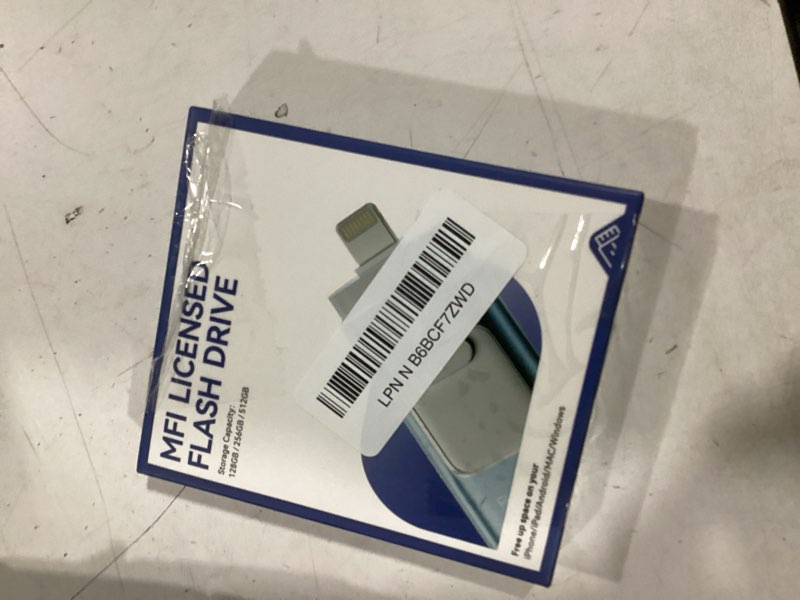 MFI LICENSED
FLASH DRIVE
Storage Capacity:
128GB / 256GB / 512GB
LPN N B6BCF7ZWD
Free up space on your
iPhone/iPad/Android/MAC/Windows